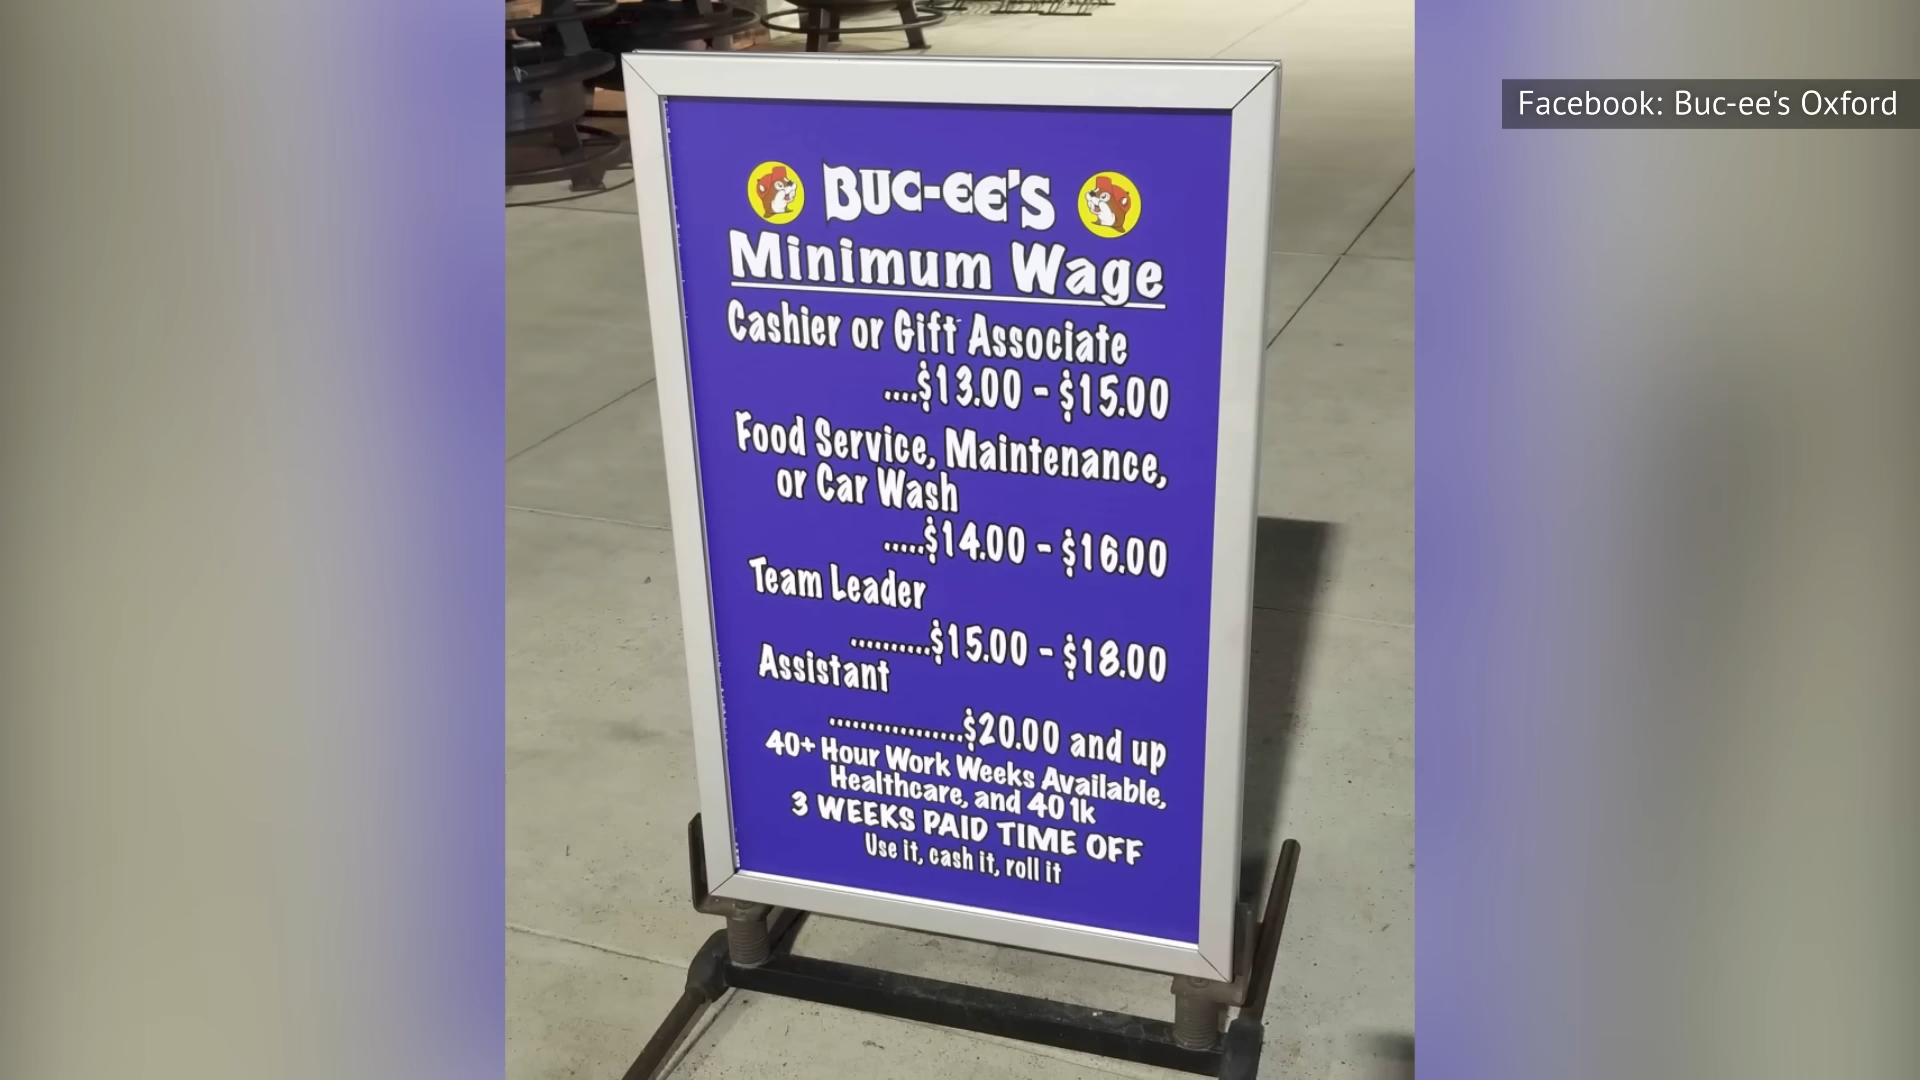 Facebook: Buc-ee's Oxford
BUC-EE'S
Minimum Wage
Cashier or Gift Associate
....$13.00 - $15.00
Food Service, Maintenance,
or Car Wash
.....$14.00 - $16.00
Team Leader
..........$15.00 - $18.00
Assistant
.................$20.00 and up
40+ Hour Work Weeks Available,
Healthcare, and 401k
3 WEEKS PAID TIME OFF
Use it, cash it, roll it